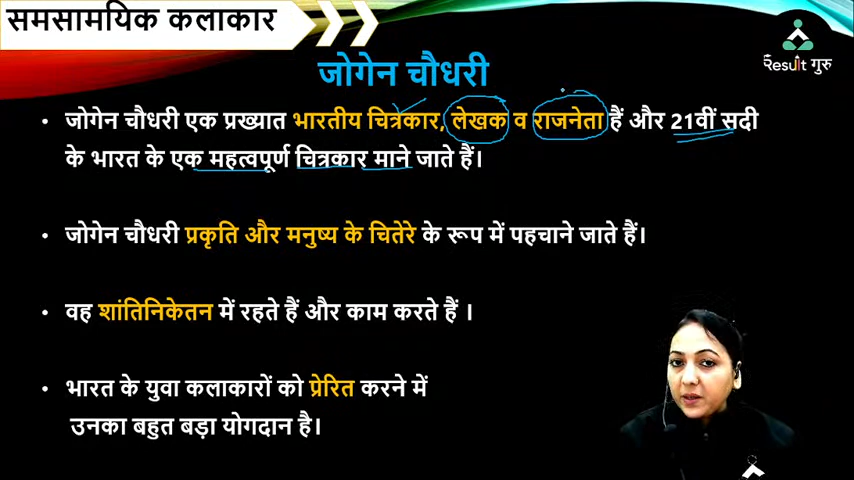 समसामयिक कलाकार
Result गुरु
जोगेन चौधरी
• जोगेन चौधरी एक प्रख्यात भारतीय चित्रकार, लेखक व राजनेता हैं और 21वीं सदी
के भारत के एक महत्वपूर्ण चित्रकार माने जाते हैं।
• जोगेन चौधरी प्रकृति और मनुष्य के चितेरे के रूप में पहचाने जाते हैं।
• वह शांतिनिकेतन में रहते हैं और काम करते हैं ।
• भारत के युवा कलाकारों को प्रेरित करने में
उनका बहुत बड़ा योगदान है।